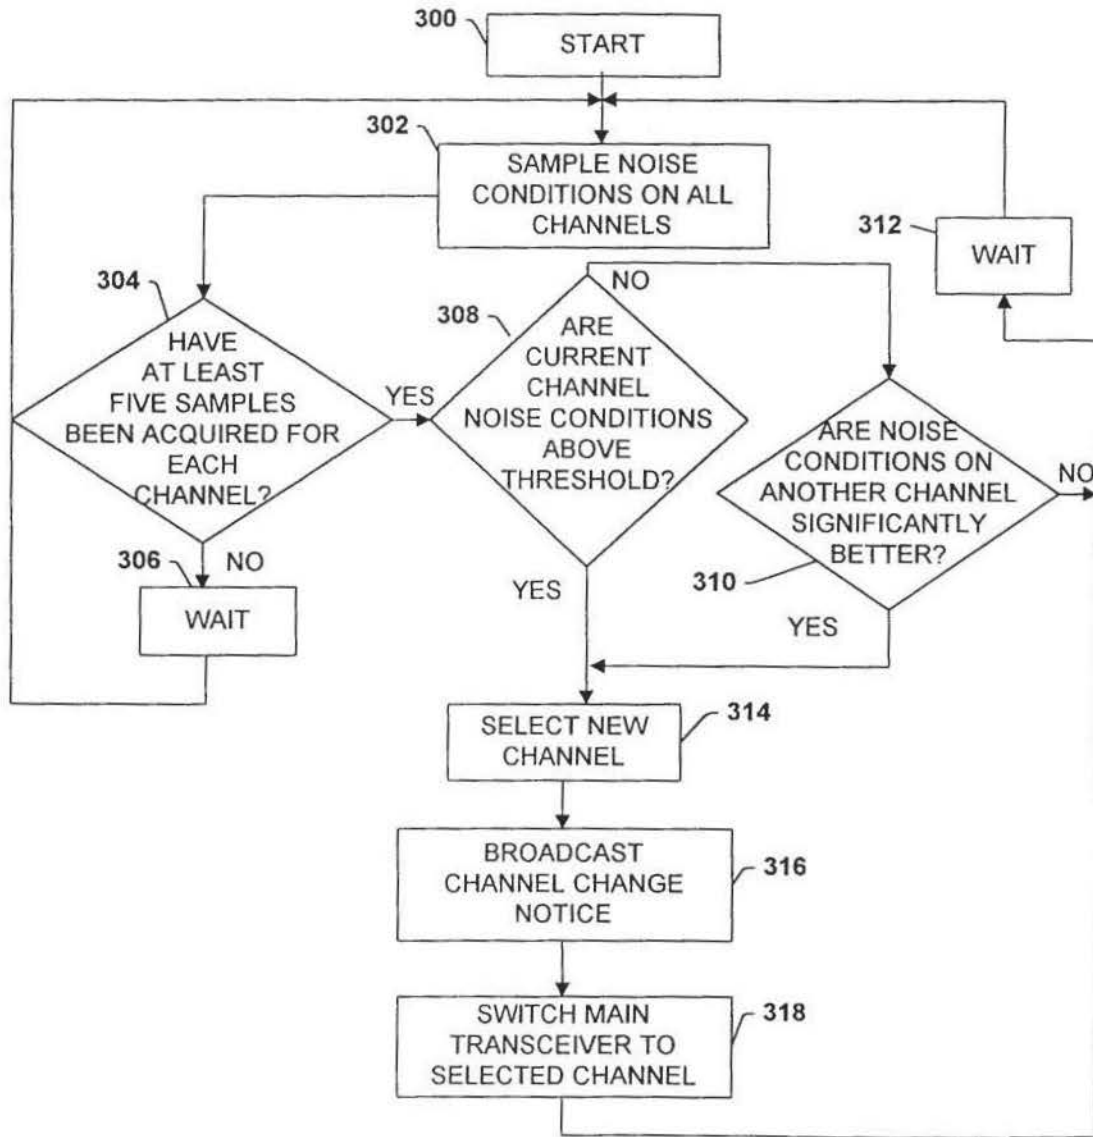 300
START
302
SAMPLE NOISE
CONDITIONS ON ALL
CHANNELS
312
WAIT
304
HAVE
AT LEAST
FIVE SAMPLES
BEEN ACQUIRED FOR
EACH
CHANNEL?
YES
NO
306
WAIT
308
ARE
CURRENT
CHANNEL
NOISE CONDITIONS
ABOVE
THRESHOLD?
NO
YES
ARE NOISE
CONDITIONS ON
ANOTHER CHANNEL
SIGNIFICANTLY
BETTER?
NO
310
YES
SELECT NEW
CHANNEL
314
BROADCAST
CHANNEL CHANGE
NOTICE
316
SWITCH MAIN
TRANSCEIVER TO
SELECTED CHANNEL
318